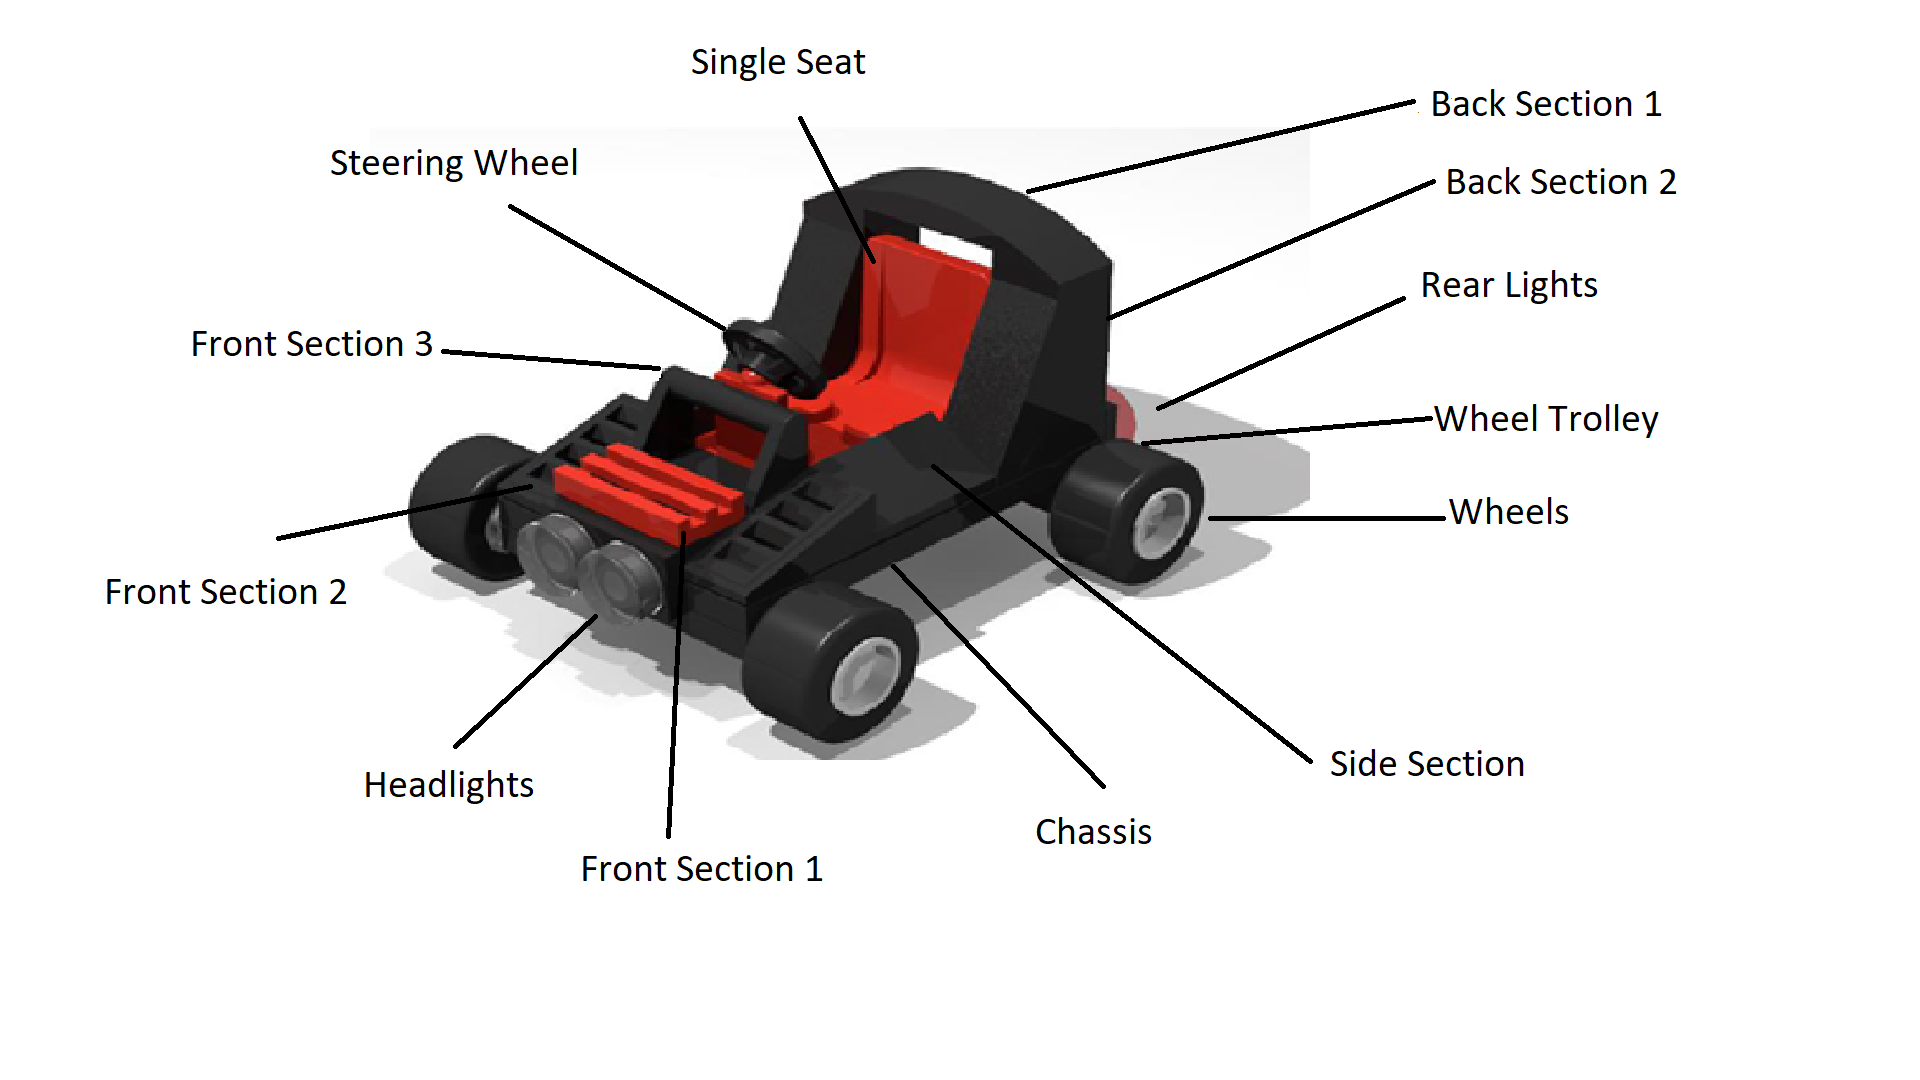 Single Seat
Back Section 1
Steering Wheel
Back Section 2
Rear Lights
Front Section 3
Wheel Trolley
Wheels
Front Section 2
Side Section
Headlights
Chassis
Front Section 1